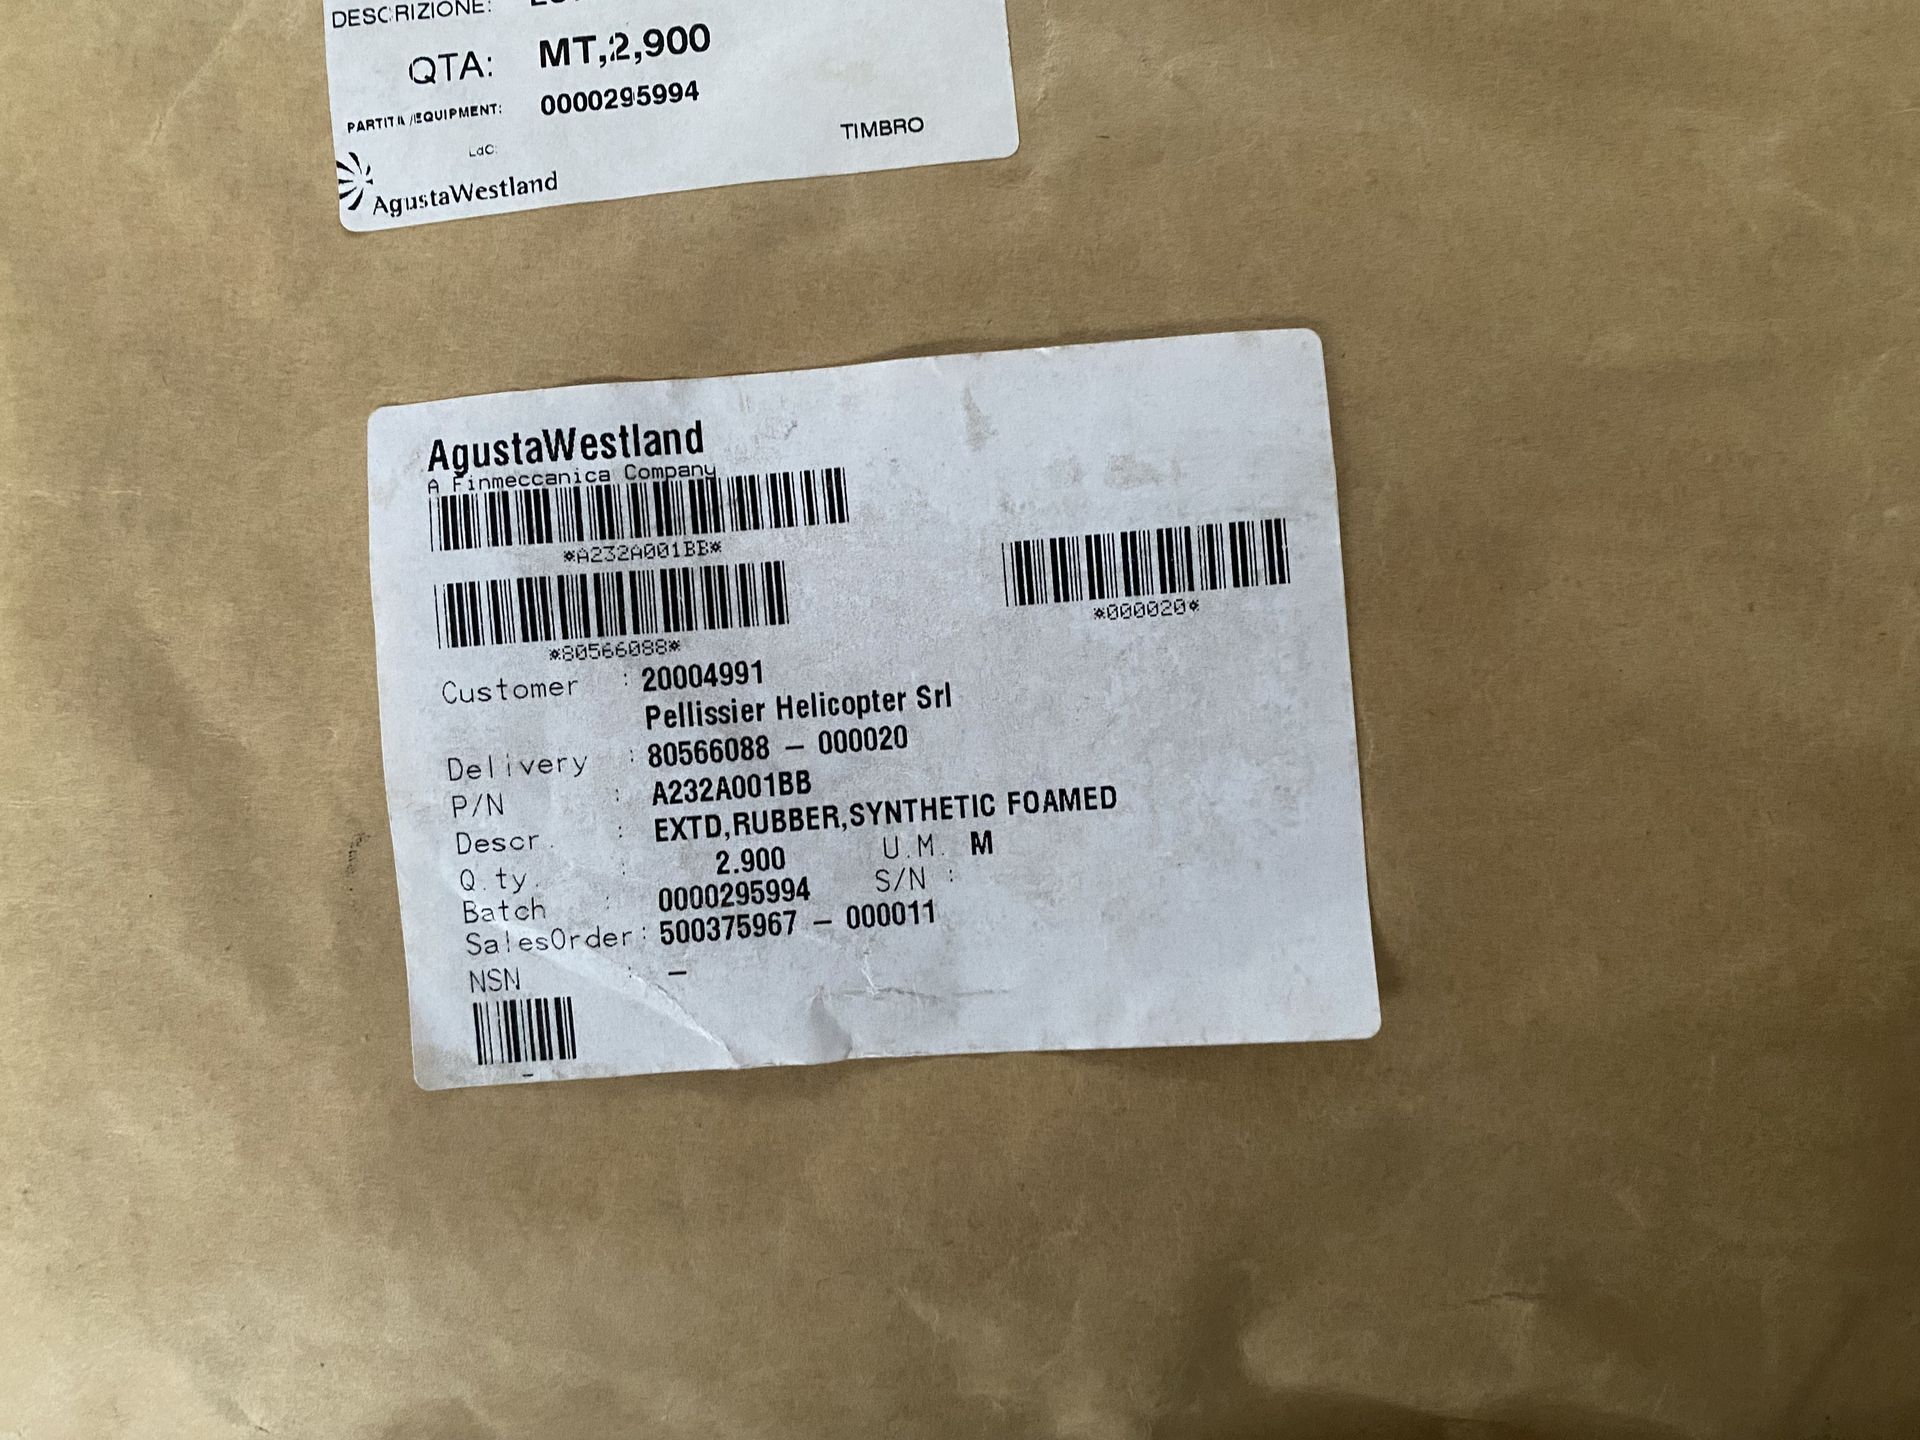 DESCRIZIONE:
QTA: MT,2,900
PARTITA/EQUIPMENT: 0000295994
LdC:
TIMBRO
AgustaWestland
AgustaWestland
A Finmeccanica Company
*A232A001BB*
*80566088*
*000020*
Customer : 20004991
Pellissier Helicopter Srl
Delivery : 80566088 – 000020
P/N : A232A001BB
Descr. : EXTD,RUBBER,SYNTHETIC FOAMED
Q.ty. : 2.900 U.M. M
Batch : 0000295994 S/N :
SalesOrder: 500375967 – 000011
NSN : –
–